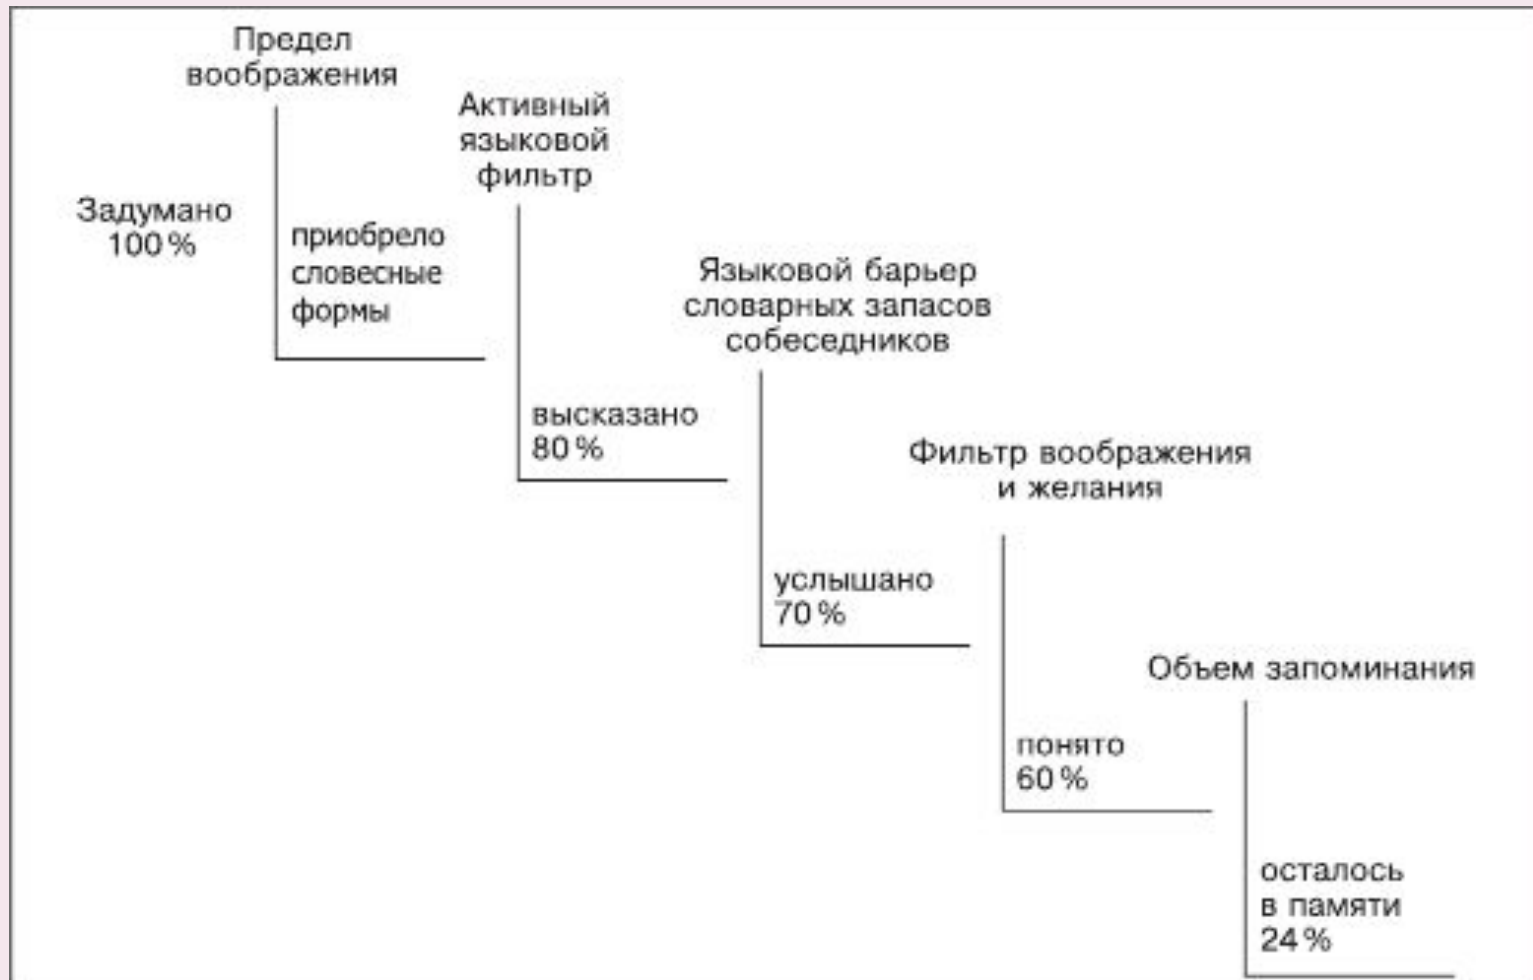 Предел
воображения
Активный
языковой
фильтр
Задумано
100 %
приобрело
словесные
формы
Языковой барьер
словарных запасов
собеседников
высказано
80 %
Фильтр воображения
и желания
услышано
70 %
Объем запоминания
понято
60 %
осталось
в памяти
24 %